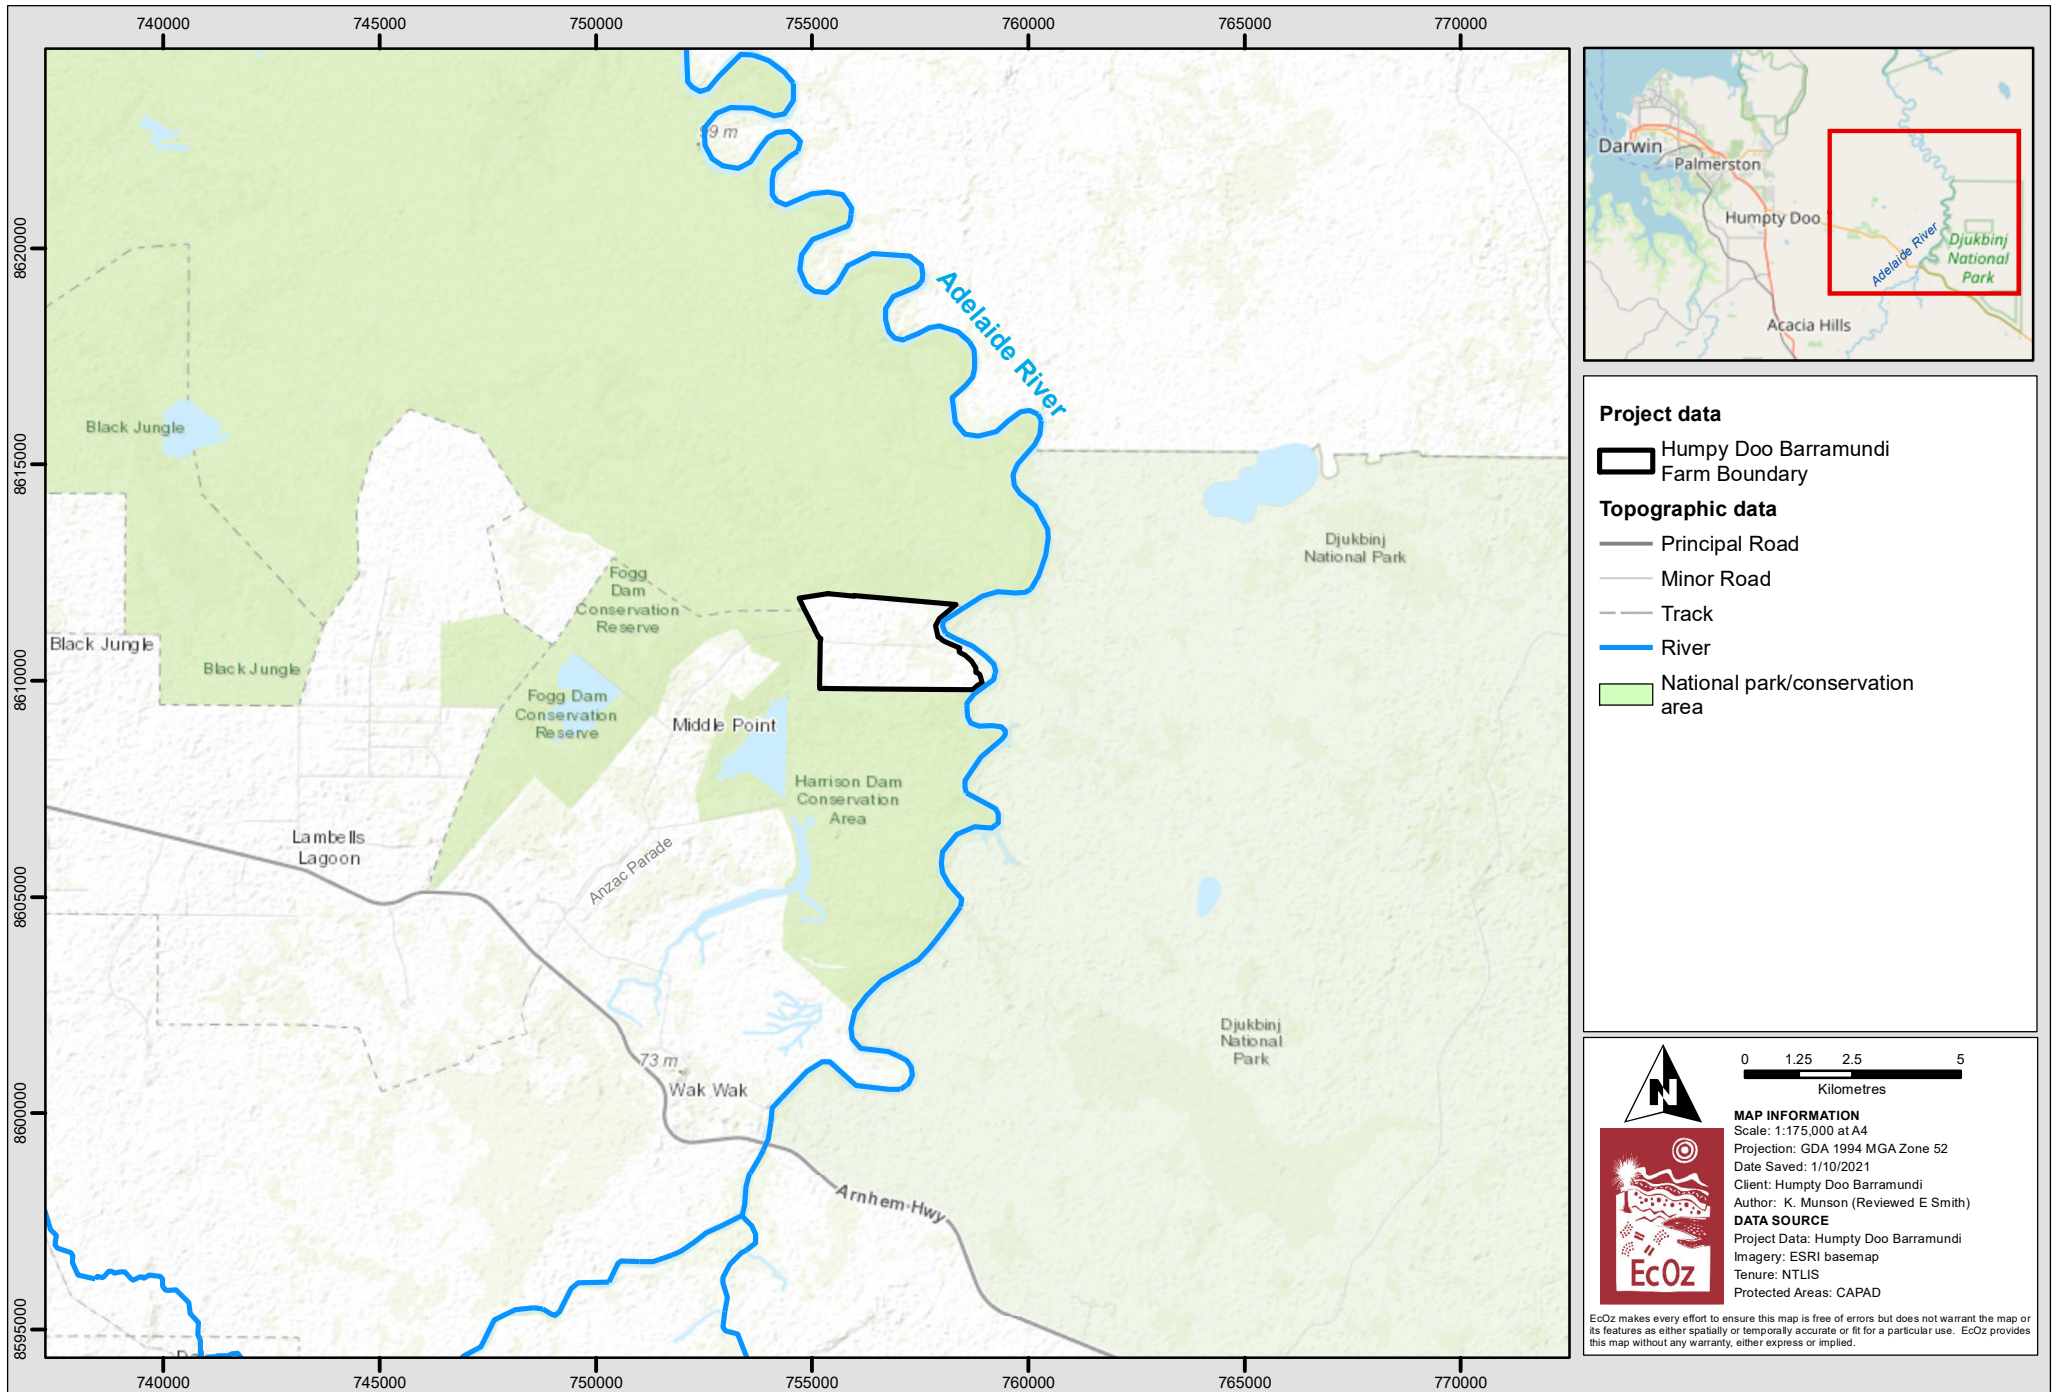 740000
745000
750000
755000
760000
765000
770000
8620000
8615000
8610000
8605000
8600000
8595000
99 m
Adelaide River
Black Jungle
Djukbinj
National Park
Fogg
Dam
Conservation
Reserve
Black Jungle
Black Jungle
Fogg Dam
Conservation
Reserve
Middle Point
Harrison Dam
Conservation
Area
Lambells
Lagoon
Anzac Parade
Djukbinj
National
Park
73 m
Wak Wak
Arnhem Hwy
740000
745000
750000
755000
760000
765000
770000
Darwin
Palmerston
Humpty Doo
Adelaide River
Djukbinj
National
Park
Acacia Hills
Project data
Humpy Doo Barramundi
Farm Boundary
Topographic data
Principal Road
Minor Road
Track
River
National park/conservation
area
N
0 1.25 2.5 5
Kilometres
MAP INFORMATION
Scale: 1:175,000 at A4
Projection: GDA 1994 MGA Zone 52
Date Saved: 1/10/2021
Client: Humpty Doo Barramundi
Author: K. Munson (Reviewed E Smith)
DATA SOURCE
Project Data: Humpty Doo Barramundi
Imagery: ESRI basemap
Tenure: NTLIS
Protected Areas: CAPAD
EcOz
EcOz makes every effort to ensure this map is free of errors but does not warrant the map or
its features as either spatially or temporally accurate or fit for a particular use. EcOz provides
this map without any warranty, either express or implied.